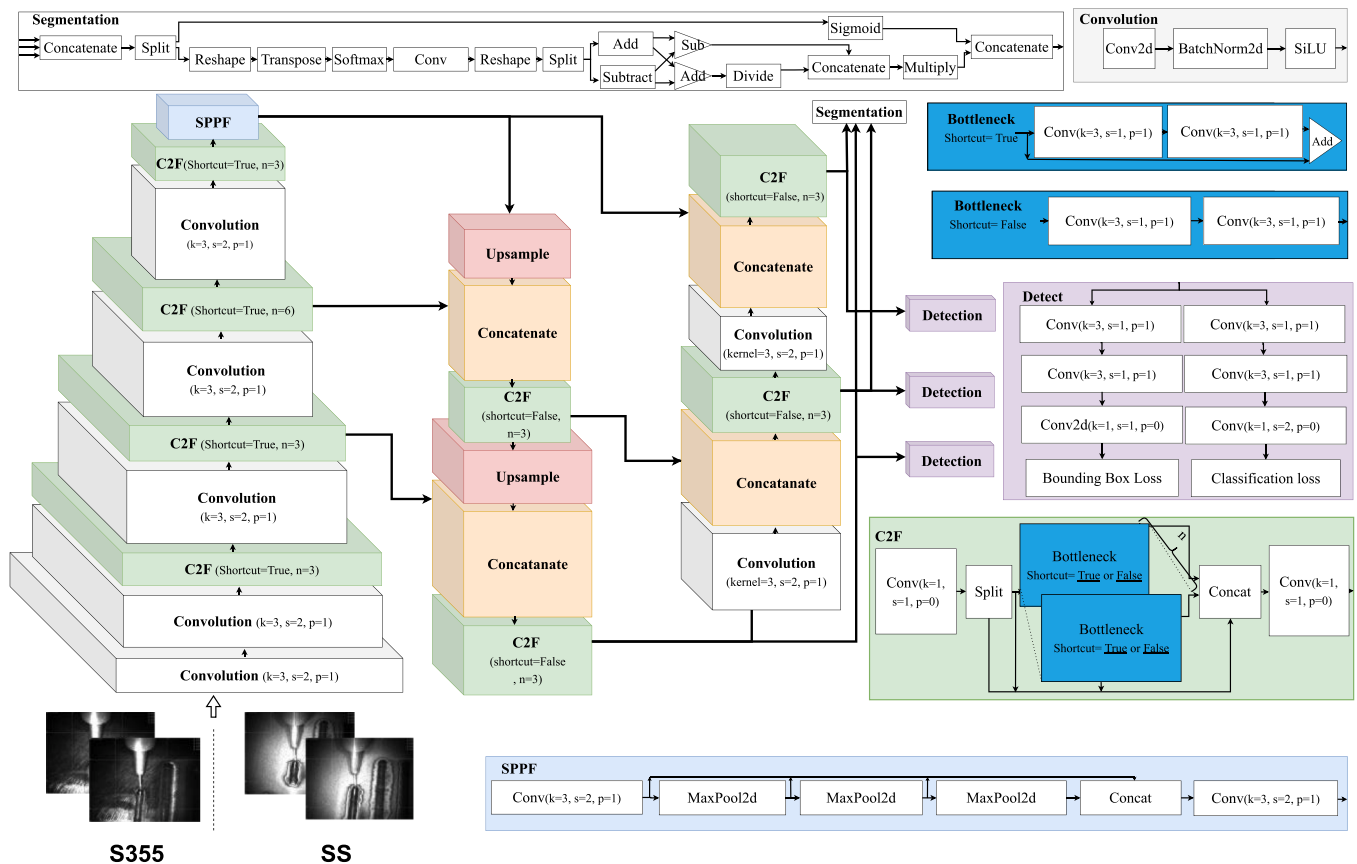 Segmentation
Concatenate
Split
Sigmoid
Reshape
Transpose
Softmax
Conv
Reshape
Split
Add
Subtract
Sub
Add
Divide
Concatenate
Multiply
Concatenate
Convolution
Conv2d
BatchNorm2d
SiLU
SPPF
C2F(Shortcut=True, n=3)
Convolution
(k=3, s=2, p=1)
C2F (Shortcut=True, n=6)
Convolution
(k=3, s=2, p=1)
C2F (Shortcut=True, n=3)
Convolution
(k=3, s=2, p=1)
C2F (Shortcut=True, n=3)
Convolution (k=3, s=2, p=1)
Convolution (k=3, s=2, p=1)
S355
SS
Upsample
Concatenate
C2F
(shortcut=False,
n=3)
Upsample
Concatanate
C2F
(shortcut=False
, n=3)
C2F
(shortcut=False, n=3)
Concatenate
Convolution
(kernel=3, s=2, p=1)
C2F
(shortcut=False, n=3)
Concatanate
Convolution
(kernel=3, s=2, p=1)
Segmentation
Detection
Detection
Detection
Bottleneck
Shortcut= True
Conv(k=3, s=1, p=1)
Conv(k=3, s=1, p=1)
Add
Bottleneck
Shortcut= False
Conv(k=3, s=1, p=1)
Conv(k=3, s=1, p=1)
Detect
Conv(k=3, s=1, p=1)
Conv(k=3, s=1, p=1)
Conv(k=3, s=1, p=1)
Conv(k=3, s=1, p=1)
Conv2d(k=1, s=1, p=0)
Conv(k=1, s=2, p=0)
Bounding Box Loss
Classification loss
C2F
Conv(k=1,
s=1, p=0)
Split
Bottleneck
Shortcut= True or False
Bottleneck
Shortcut= True or False
n
Concat
Conv(k=1,
s=1, p=0)
SPPF
Conv(k=3, s=2, p=1)
MaxPool2d
MaxPool2d
MaxPool2d
Concat
Conv(k=3, s=2, p=1)